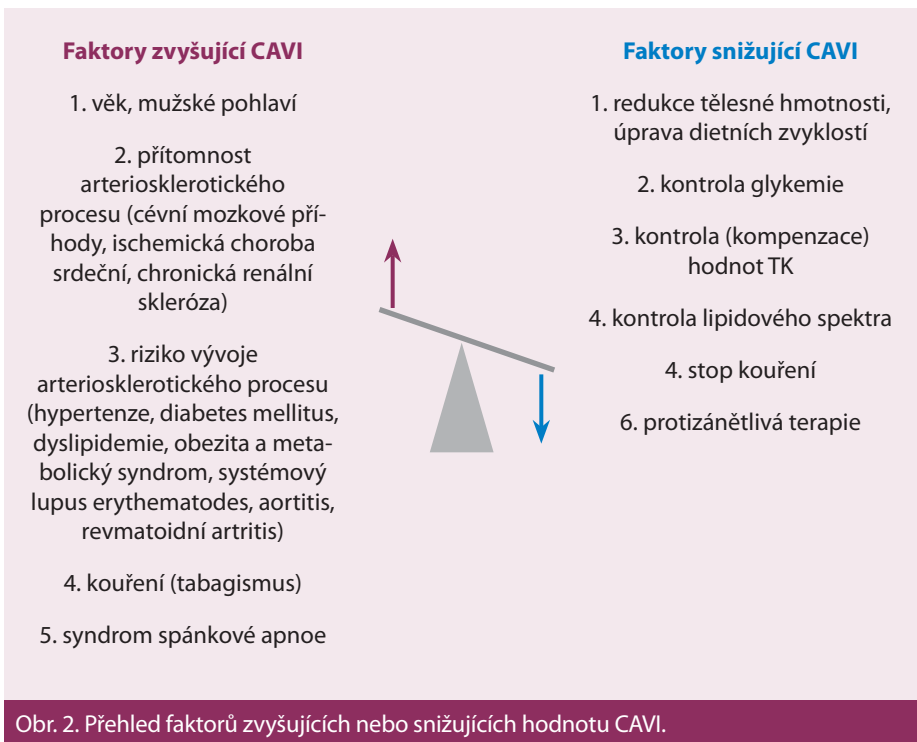 Faktory zvyšující CAVI
1. věk, mužské pohlaví
2. přítomnost
arteriosklerotického
procesu (cévní mozkové pří-
hody, ischemická choroba
srdeční, chronická renální
skleróza)
3. riziko vývoje
arteriosklerotického procesu
(hypertenze, diabetes mellitus,
dyslipidemie, obezita a meta-
bolický syndrom, systémový
lupus erythematodes, aortitis,
revmatoidní artritis)
4. kouření (tabagismus)
5. syndrom spánkové apnoe
Faktory snižující CAVI
1. redukce tělesné hmotnosti,
úprava dietních zvyklostí
2. kontrola glykemie
3. kontrola (kompenzace)
hodnot TK
4. kontrola lipidového spektra
4. stop kouření
6. protizánětlivá terapie
Obr. 2. Přehled faktorů zvyšujících nebo snižujících hodnotu CAVI.